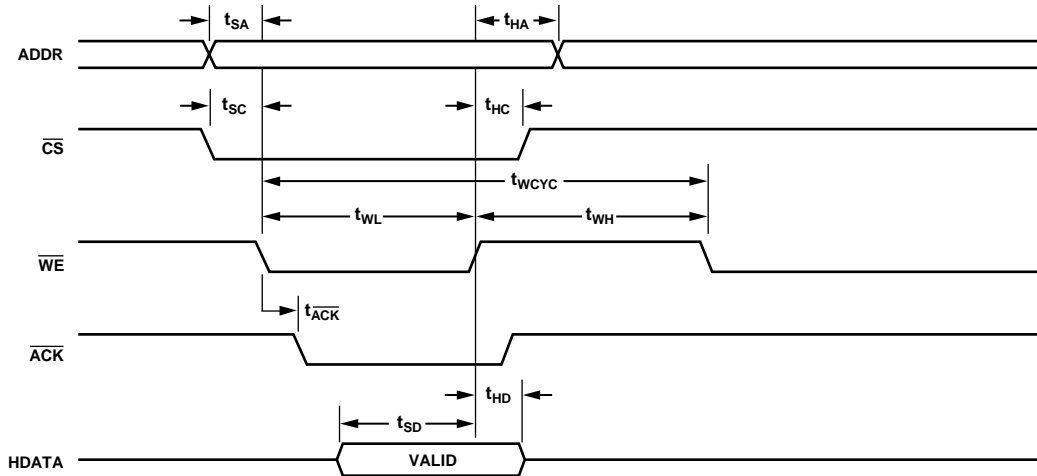 tSA
tHA
ADDR
tSC
tHC
CS
tWCYC
tWL
tWH
WE
tACK
ACK
tHD
tSD
HDATA
VALID